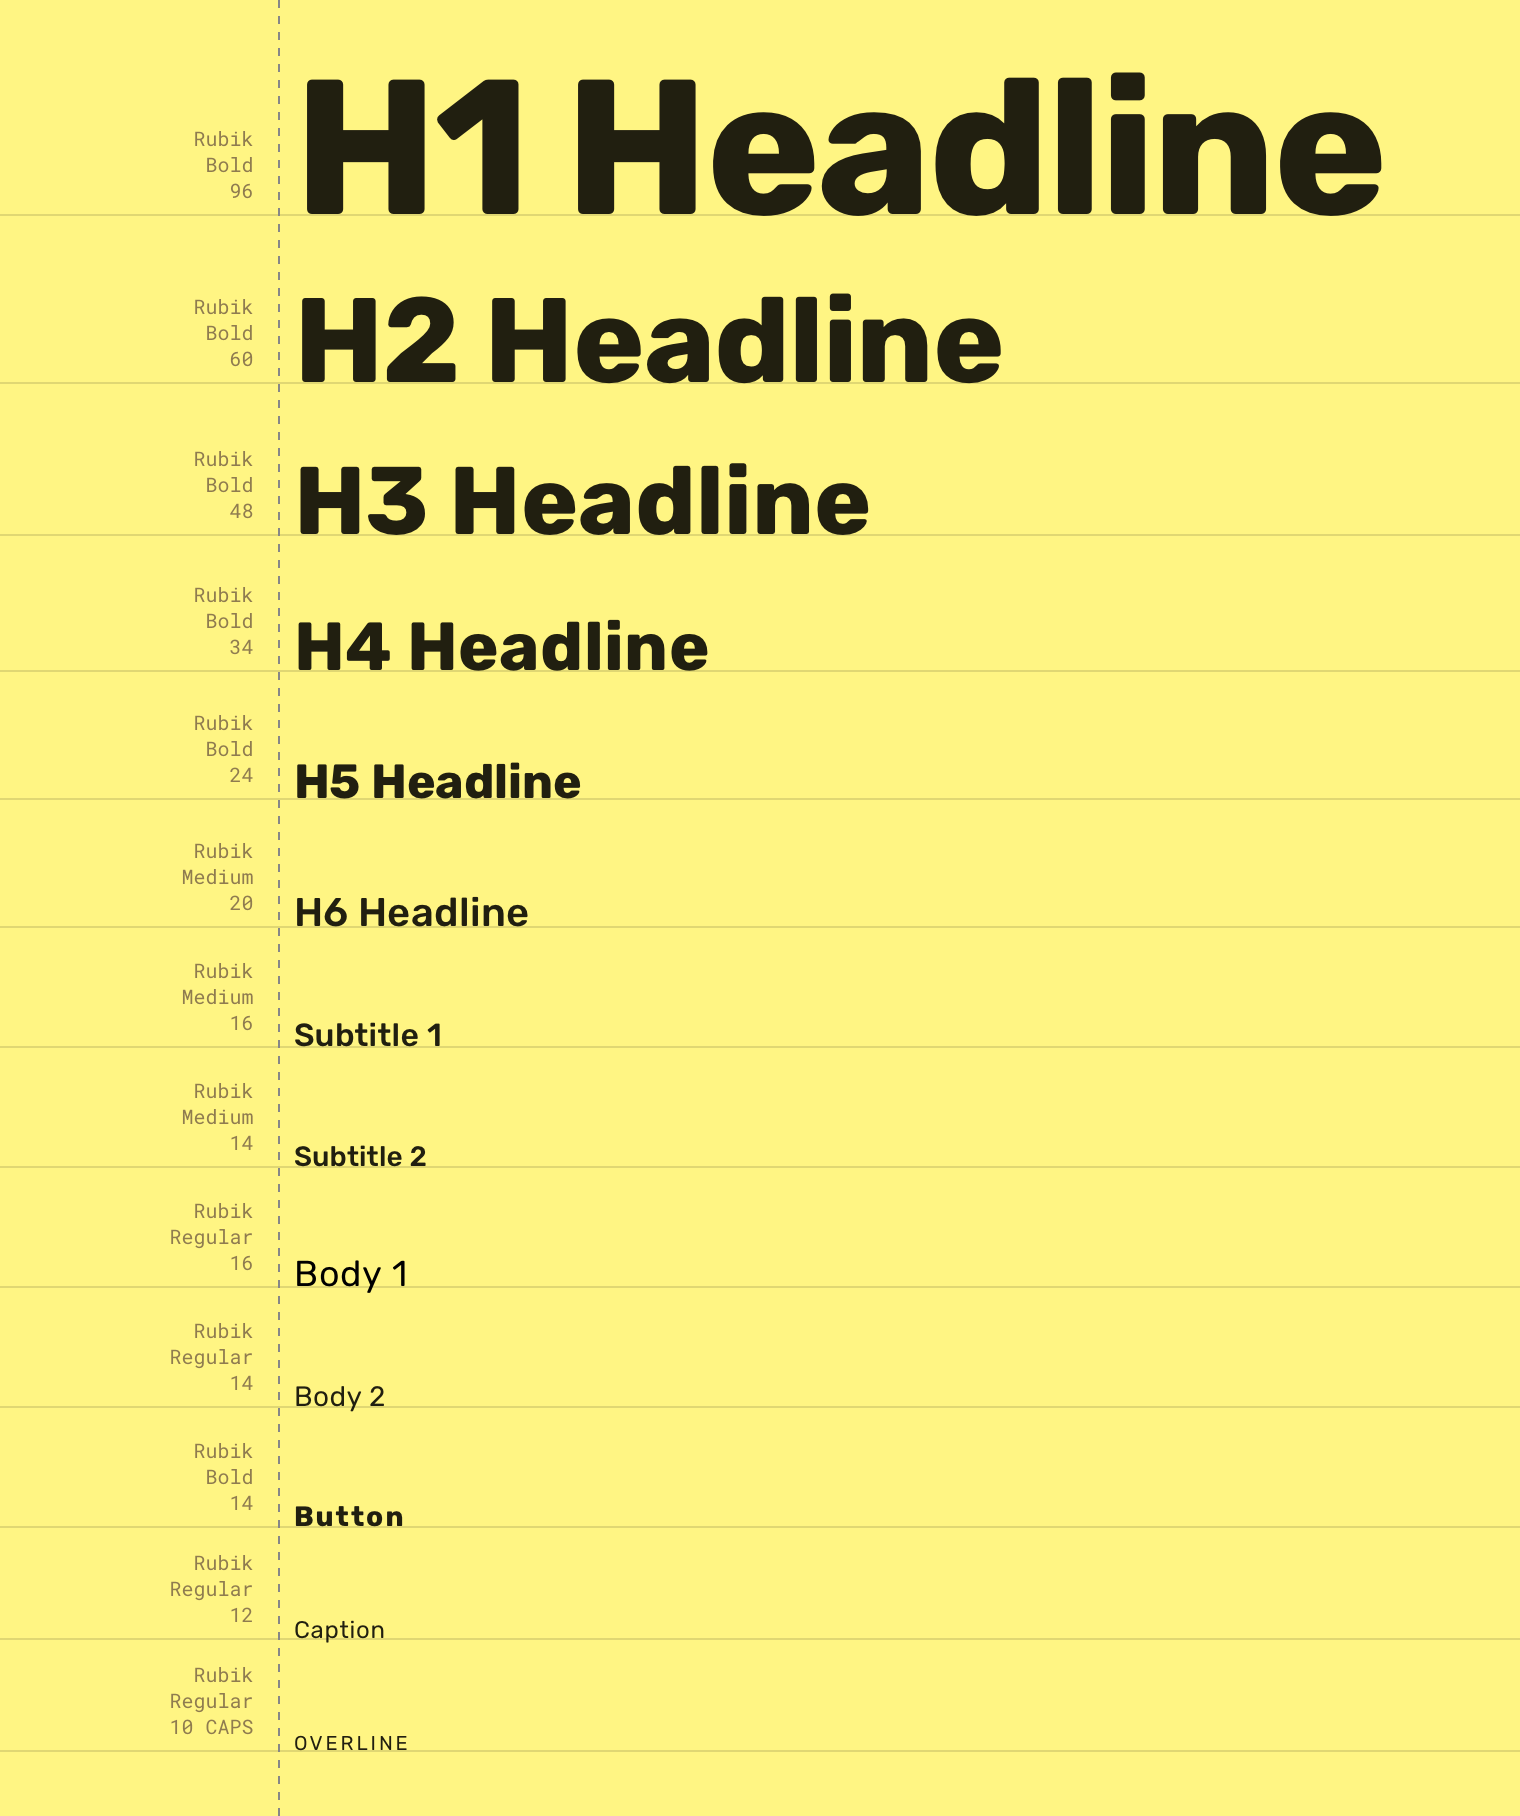 Rubik
Bold
96
H1 Headline
Rubik
Bold
60
H2 Headline
Rubik
Bold
48
H3 Headline
Rubik
Bold
34
H4 Headline
Rubik
Bold
24
H5 Headline
Rubik
Medium
20
H6 Headline
Rubik
Medium
16
Subtitle 1
Rubik
Medium
14
Subtitle 2
Rubik
Regular
16
Body 1
Rubik
Regular
14
Body 2
Rubik
Bold
14
Button
Rubik
Regular
12
Caption
Rubik
Regular
10 CAPS
OVERLINE